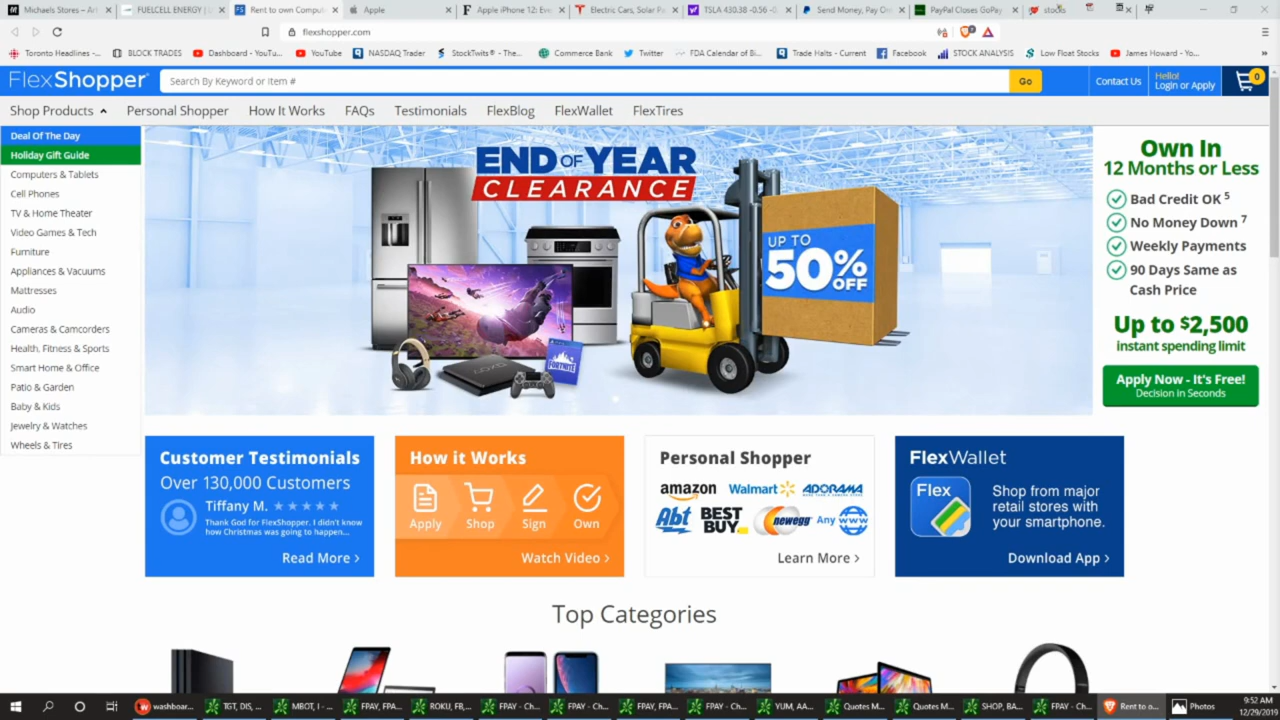 Michaels Stores – Art
FUELCELL ENERGY (
Rent to own Comput
Apple
Apple iPhone 12: Eve
Electric Cars, Solar Pa
TSLA 430.38 -0.56 -0
Send Money, Pay On
PayPal Closes GoPay
stocks
flexshopper.com
Toronto Headlines -...
BLOCK TRADES
Dashboard - YouTu...
YouTube
NASDAQ Trader
StockTwits® - The...
Commerce Bank
Twitter
FDA Calendar of Bi...
Trade Halts - Current
Facebook
STOCK ANALYSIS
Low Float Stocks
James Howard - Yo...
FlexShopper
Search By Keyword or Item #
Go
Contact Us
Hello!
Login or Apply
0
Shop Products
Personal Shopper
How It Works
FAQs
Testimonials
FlexBlog
FlexWallet
FlexTires
Deal Of The Day
Holiday Gift Guide
Computers & Tablets
Cell Phones
TV & Home Theater
Video Games & Tech
Furniture
Appliances & Vacuums
Mattresses
Audio
Cameras & Camcorders
Health, Fitness & Sports
Smart Home & Office
Patio & Garden
Baby & Kids
Jewelry & Watches
Wheels & Tires
END OF YEAR
CLEARANCE
UP TO
50% OFF
FORTNITE
Own In
12 Months or Less
Bad Credit OK 5
No Money Down 7
Weekly Payments
90 Days Same as
Cash Price
Up to $2,500
instant spending limit
Apply Now - It's Free!
Decision in Seconds
Customer Testimonials
Over 130,000 Customers
Tiffany M.
Thank God for FlexShopper. I didn't know
how Christmas was going to happen...
Read More >
How it Works
Apply
Shop
Sign
Own
Watch Video >
Personal Shopper
amazon
Walmart
ADORAMA
Abt
BEST BUY
newegg
Any WWW
Learn More >
FlexWallet
Flex
Shop from major
retail stores with
your smartphone.
Download App >
Top Categories
washboar...
TGT, DIS, ...
MBOT, I - ...
FPAY, FPA...
ROKU, FB,...
FPAY - Ch...
FPAY - Ch...
FPAY, FPA...
FPAY - Ch...
YUM, AA...
Quotes M...
Quotes M...
SHOP, BA...
FPAY - Ch...
Rent to o...
Photos
9:52 AM
12/29/2019